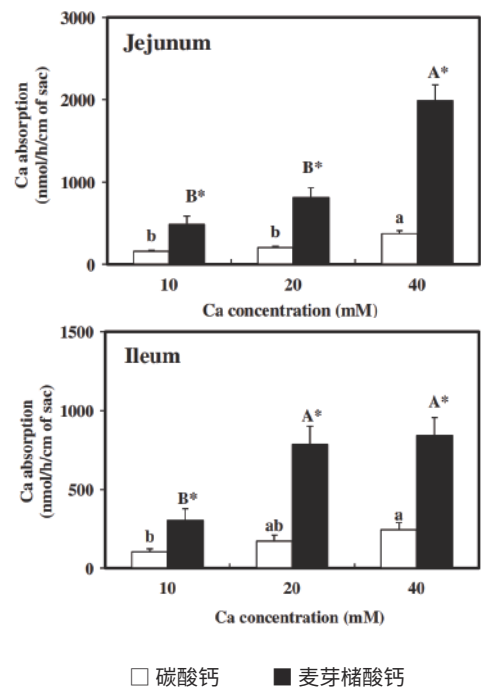 3000
Jejunum
A*
2000
Ca absorption
(nmol/h/cm of sac)
B*
1000
B*
a
b
b
0
10 20 40
Ca concentration (mM)
1500
Ileum
A*
A*
1000
Ca absorption
(nmol/h/cm of sac)
B*
500
ab
a
b
0
10 20 40
Ca concentration (mM)
碳酸钙 麦芽槠酸钙